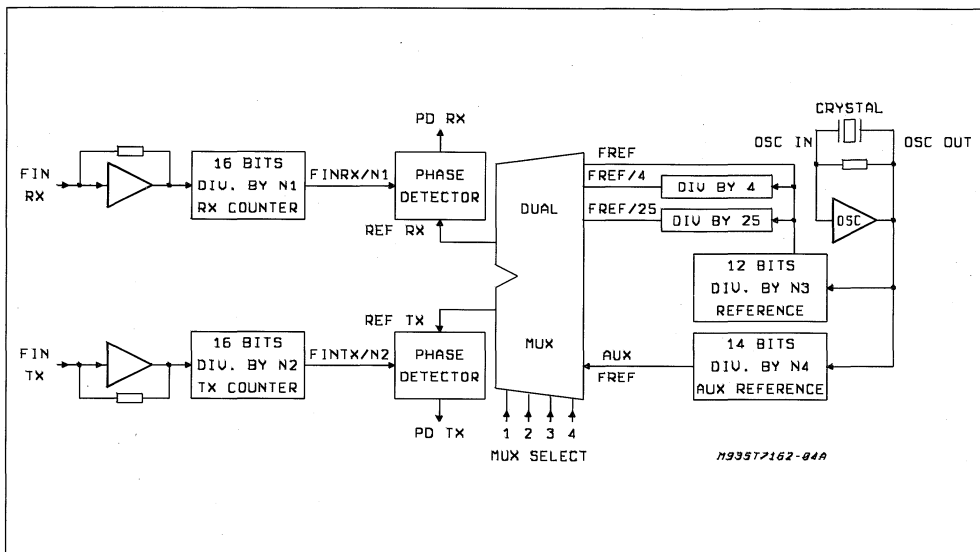 FIN
RX
16 BITS
DIV. BY N1
RX COUNTER
FINRX/N1
PD RX
PHASE
DETECTOR
REF RX
DUAL
MUX
FREF
FREF/4
DIV BY 4
FREF/25
DIV BY 25
CRYSTAL
OSC IN
OSC OUT
OSC
12 BITS
DIV. BY N3
REFERENCE
FIN
TX
16 BITS
DIV. BY N2
TX COUNTER
FINTX/N2
REF TX
PHASE
DETECTOR
PD TX
AUX
FREF
14 BITS
DIV. BY N4
AUX REFERENCE
1 2 3 4
MUX SELECT
M93ST7162-04A